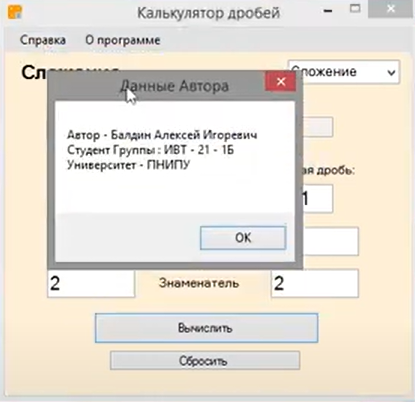 Калькулятор дробей
Справка О программе
Сложение
Данные Автора
Автор - Балдин Алексей Игоревич
Студент Группы : ИВТ - 21 - 1Б
Университет - ПНИПУ
OK
ая дробь:
1
2 Знаменатель 2
Вычислить
Сбросить